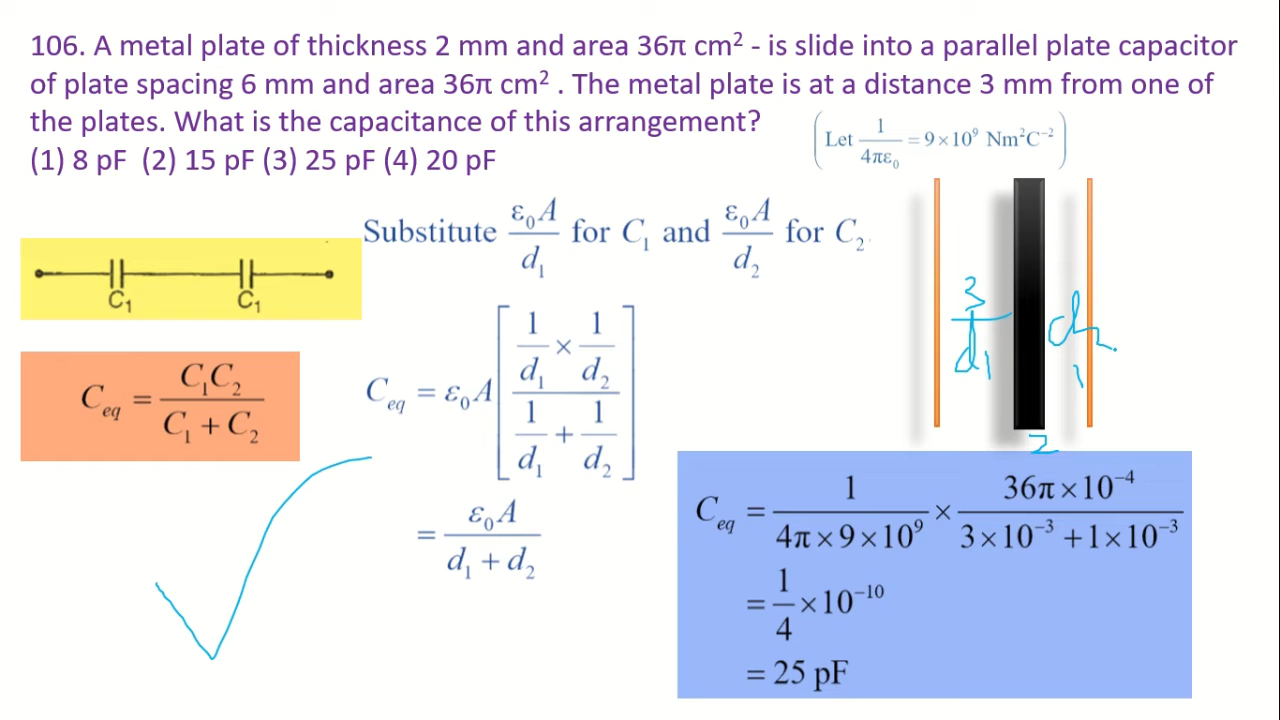 106. A metal plate of thickness 2 mm and area 36π cm² - is slide into a parallel plate capacitor
of plate spacing 6 mm and area 36π cm² . The metal plate is at a distance 3 mm from one of
the plates. What is the capacitance of this arrangement?
(Let 1/4πε₀ = 9×10⁹ Nm²C⁻²)
(1) 8 pF (2) 15 pF (3) 25 pF (4) 20 pF
Substitute ε₀A/d₁ for C₁ and ε₀A/d₂ for C₂.
C₁ C₁
C_eq = C₁C₂/(C₁ + C₂)
C_eq = ε₀A[(1/d₁ × 1/d₂)/(1/d₁ + 1/d₂)]
= ε₀A/(d₁ + d₂)
3
d₁
d₂
1
2
C_eq = 1/(4π×9×10⁹) × (36π×10⁻⁴)/(3×10⁻³ +1×10⁻³)
= 1/4 ×10⁻¹⁰
= 25 pF